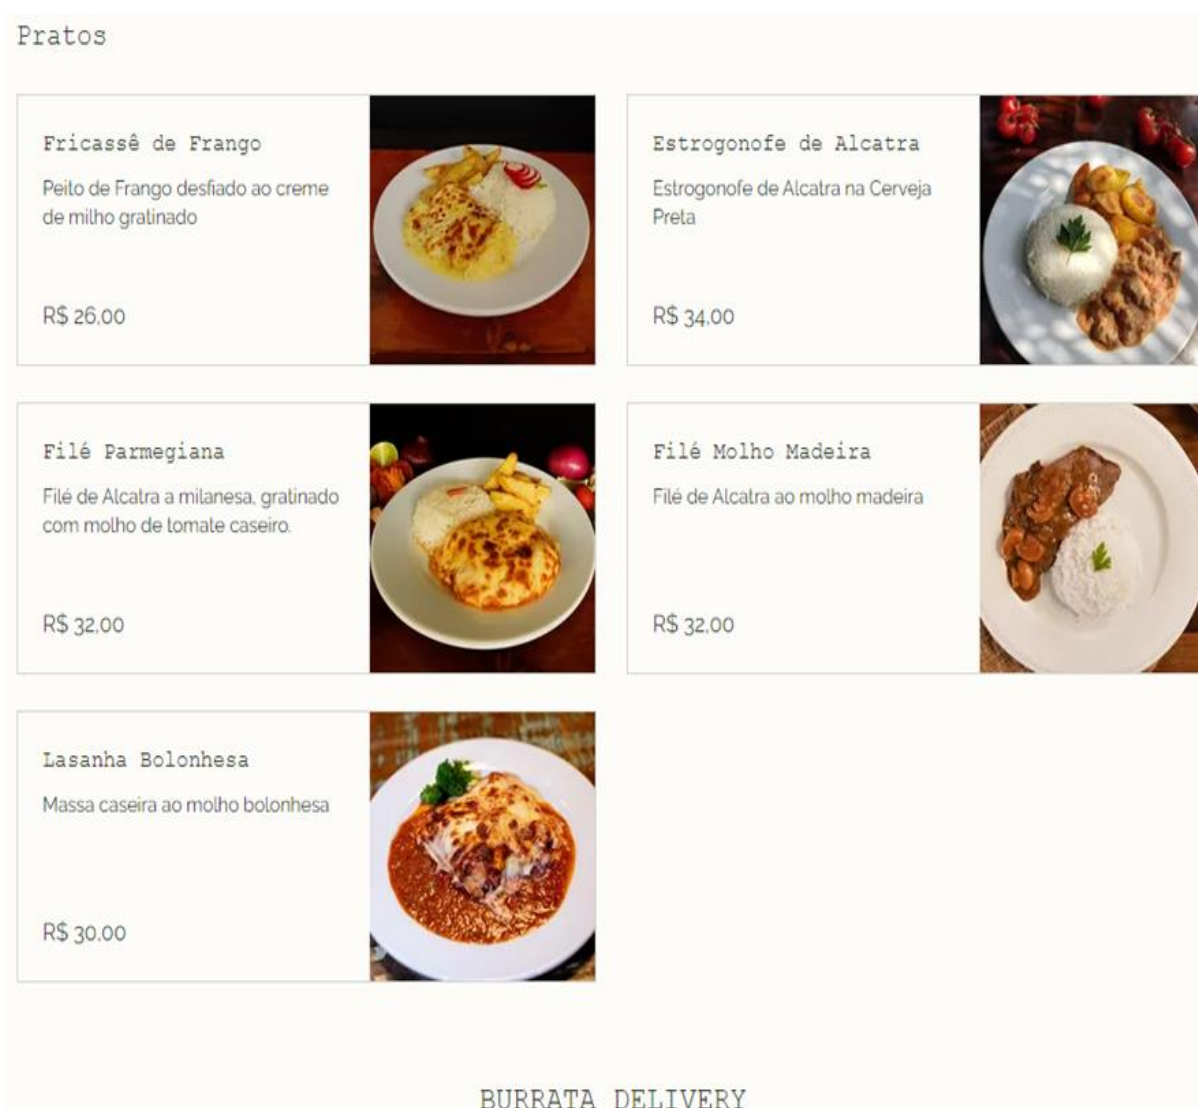 Pratos
Fricassê de Frango
Peito de Frango desfiado ao creme
de milho gratinado
R$ 26,00
Estrogonofe de Alcatra
Estrogonofe de Alcatra na Cerveja
Preta
R$ 34,00
Filé Parmegiana
Filé de Alcatra a milanesa, gratinado
com molho de tomate caseiro.
R$ 32,00
Filé Molho Madeira
Filé de Alcatra ao molho madeira
R$ 32,00
Lasanha Bolonhesa
Massa caseira ao molho bolonhesa
R$ 30,00
BURRATA DELIVERY